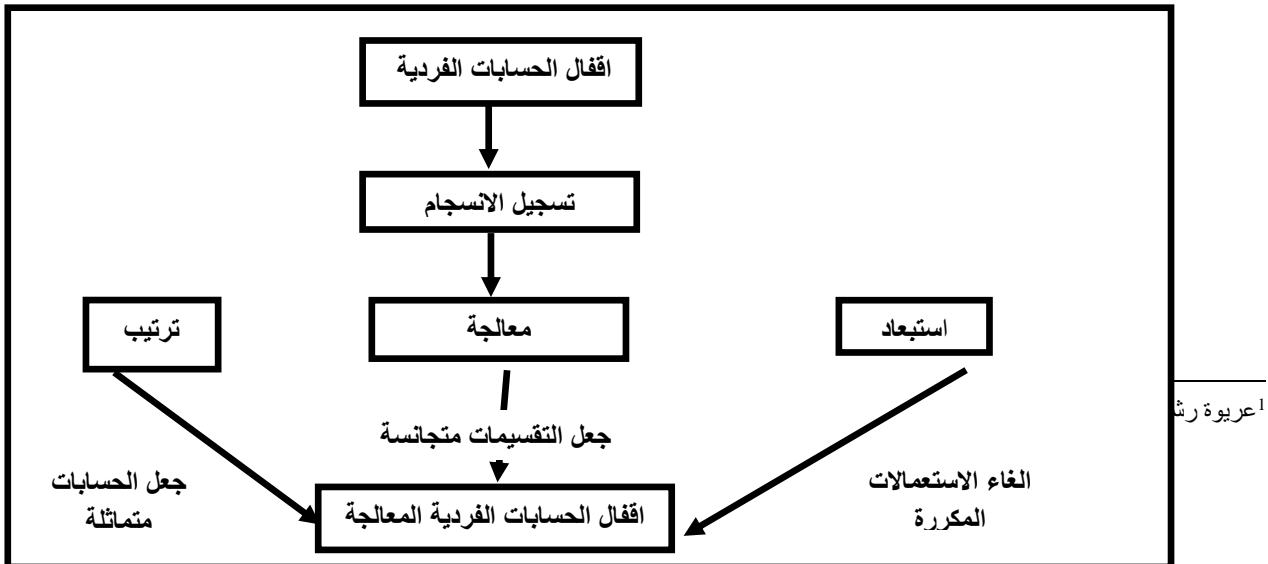 اقفال الحسابات الفردية
تسجيل الانسجام
استبعاد
معالجة
ترتيب
1عريوة
جعل التقسيمات متجانسة
الغاء الاستعمالات
المكررة
جعل الحسابات
متماثلة
اقفال الحسابات الفردية المعالجة